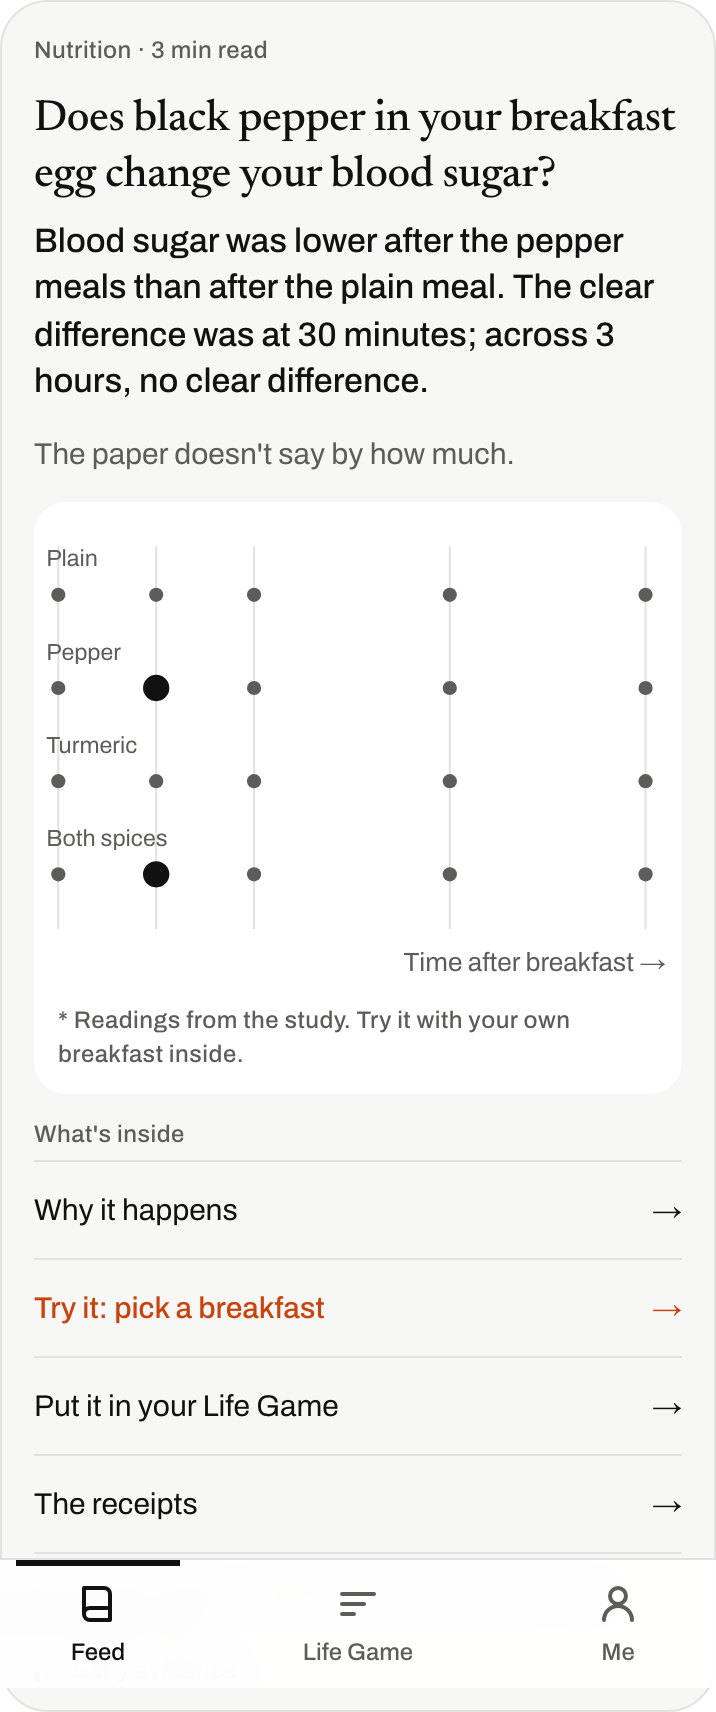 Nutrition · 3 min read
Does black pepper in your breakfast
egg change your blood sugar?
Blood sugar was lower after the pepper
meals than after the plain meal. The clear
difference was at 30 minutes; across 3
hours, no clear difference.
The paper doesn't say by how much.
Plain
Pepper
Turmeric
Both spices
Time after breakfast →
* Readings from the study. Try it with your own
breakfast inside.
What's inside
Why it happens →
Try it: pick a breakfast →
Put it in your Life Game →
The receipts →
Feed
Life Game
Me